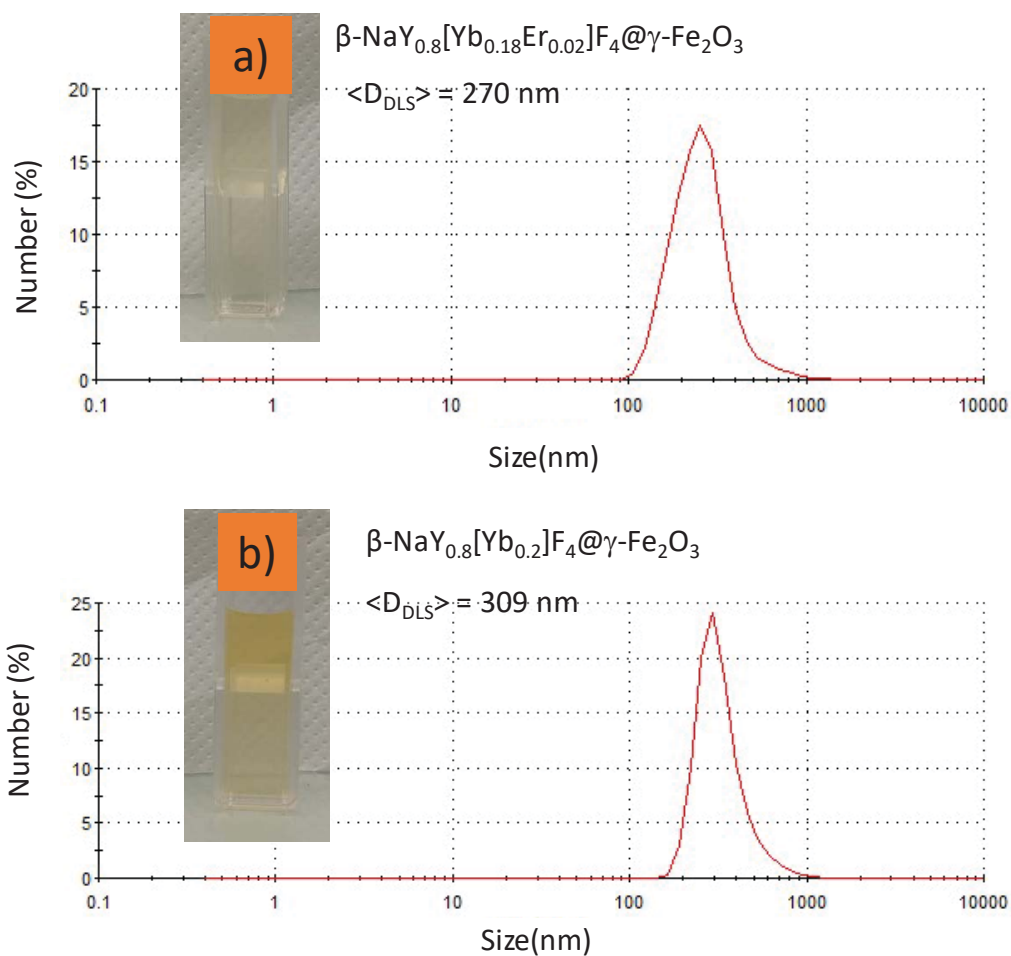 a)
β-NaY₀.₈[Yb₀.₁₈Er₀.₀₂]F₄@γ-Fe₂O₃
<D_DLS> = 270 nm
Number (%)
20
15
10
5
0
0.1 1 10 100 1000 10000
Size(nm)
b)
β-NaY₀.₈[Yb₀.₂]F₄@γ-Fe₂O₃
<D_DLS> = 309 nm
Number (%)
25
20
15
10
5
0
0.1 1 10 100 1000 10000
Size(nm)